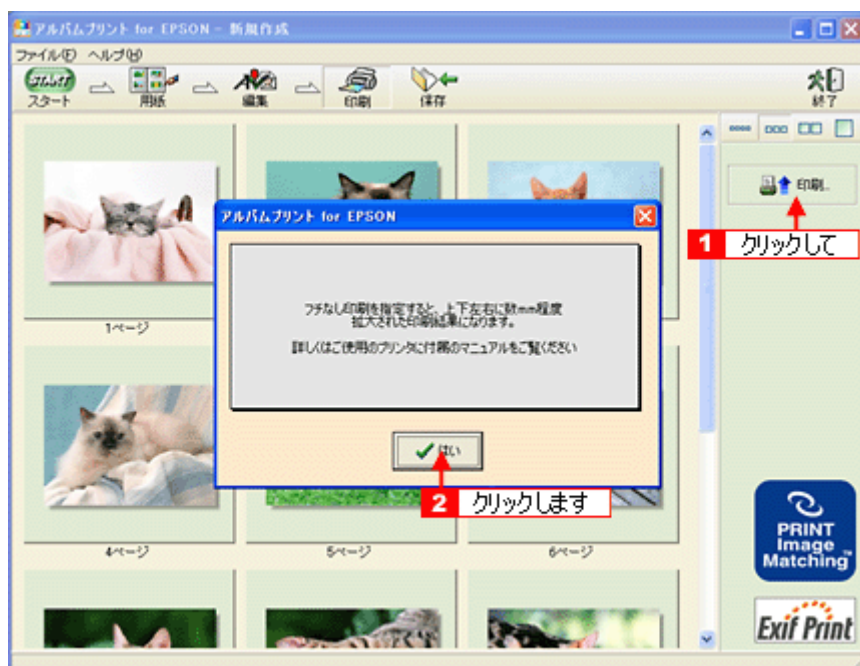 アルバムプリント for EPSON - 新規作成
ファイル(F) ヘルプ(H)
START
スタート 用紙 編集 印刷 保存 終了
印刷...
1 クリックして
アルバムプリント for EPSON
フチなし印刷を指定すると、上下左右に数mm程度
拡大された印刷結果になります。
詳しくはご使用のプリンタに付属のマニュアルをご覧ください
はい
2 クリックします
1ページ
4ページ 5ページ 6ページ
PRINT
Image
Matching™
Exif Print